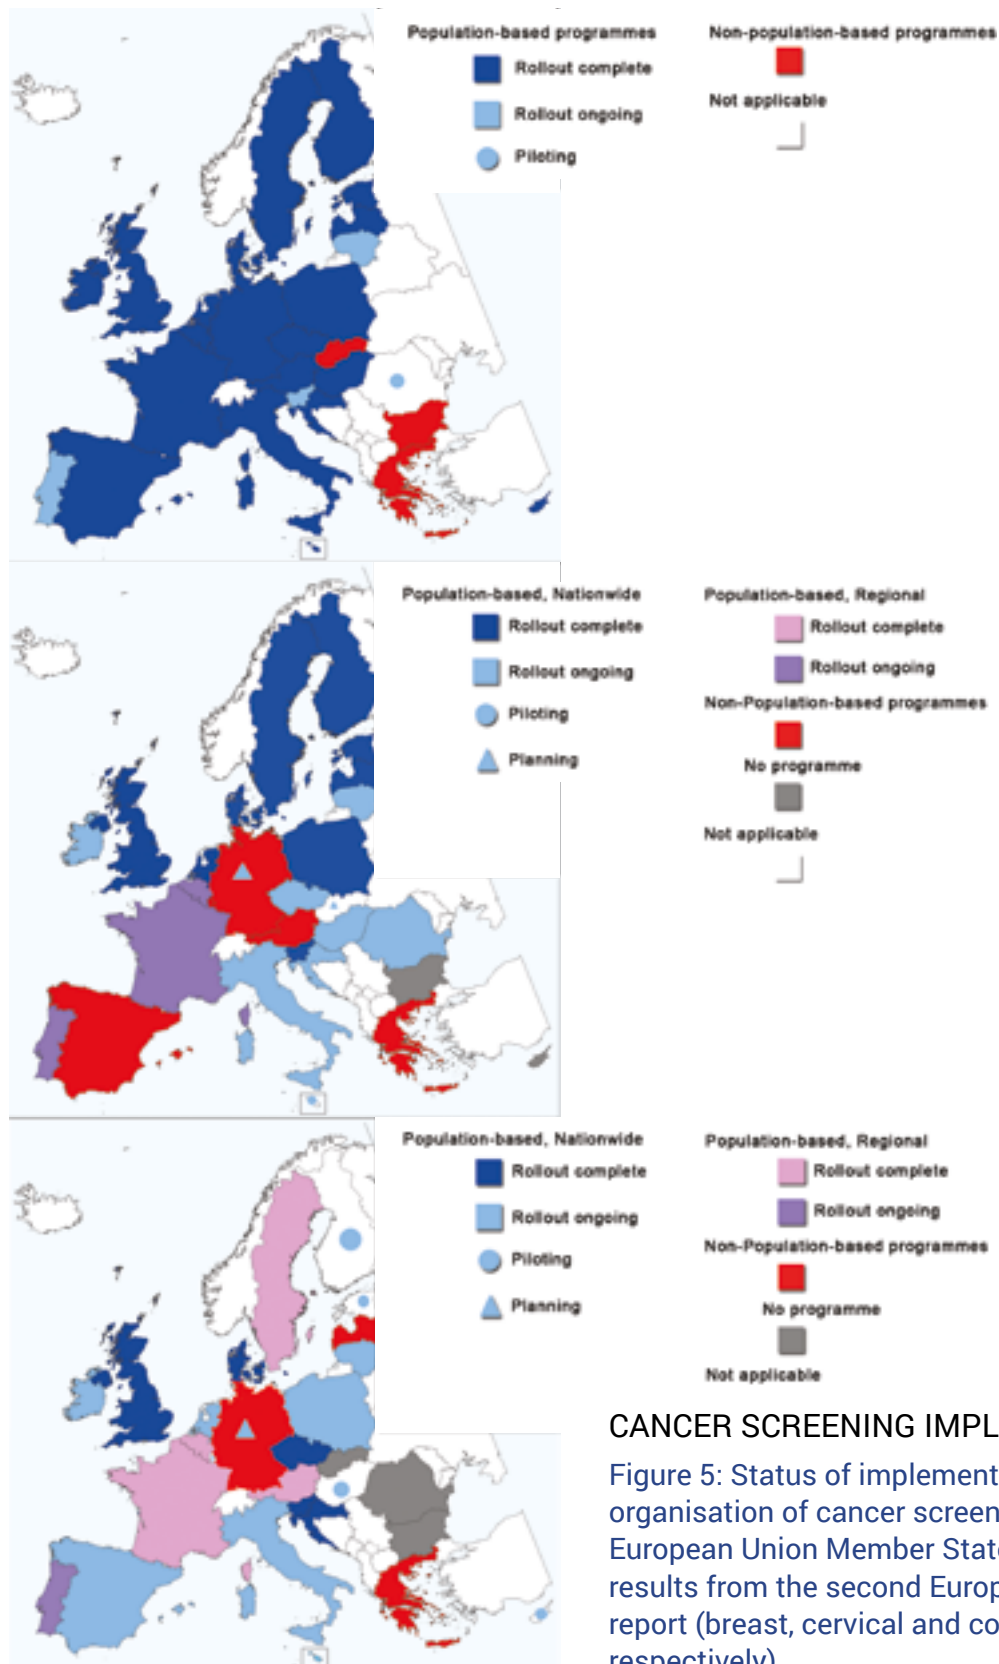 Population-based programmes
Rollout complete
Rollout ongoing
Piloting
Non-population-based programmes
Not applicable
Population-based, Nationwide
Rollout complete
Rollout ongoing
Piloting
Planning
Population-based, Regional
Rollout complete
Rollout ongoing
Non-Population-based programmes
No programme
Not applicable
Population-based, Nationwide
Rollout complete
Rollout ongoing
Piloting
Planning
Population-based, Regional
Rollout complete
Rollout ongoing
Non-Population-based programmes
No programme
Not applicable
CANCER SCREENING IMPL
Figure 5: Status of implement
organisation of cancer screen
European Union Member State
results from the second Europ
report (breast, cervical and co
respectively)